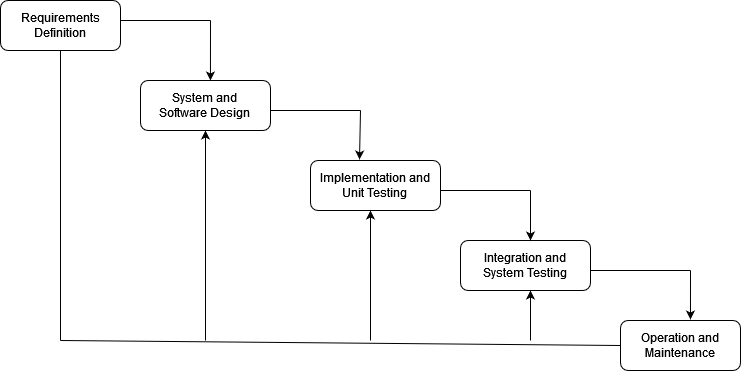 Requirements
Definition
System and
Software Design
Implementation and
Unit Testing
Integration and
System Testing
Operation and
Maintenance